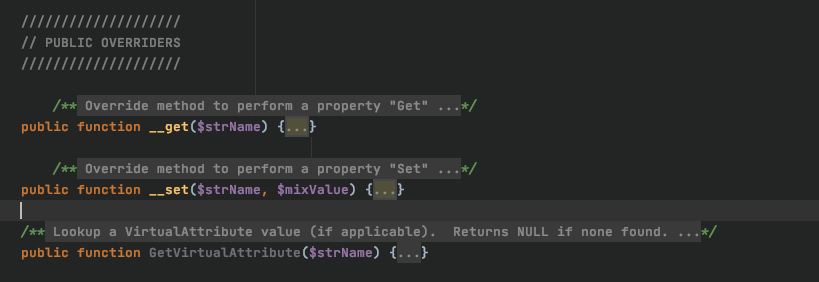 ////////////////////
// PUBLIC OVERRIDERS
////////////////////
/** Override method to perform a property "Get" ...*/
public function __get($strName) {...}
/** Override method to perform a property "Set" ...*/
public function __set($strName, $mixValue) {...}
/** Lookup a VirtualAttribute value (if applicable).  Returns NULL if none found. ...*/
public function GetVirtualAttribute($strName) {...}